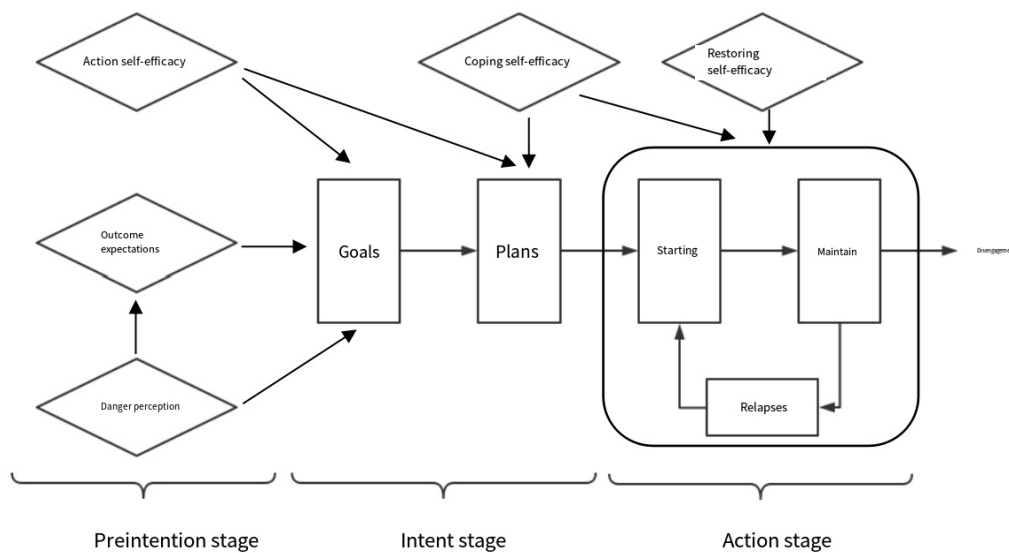 Action self-efficacy
Coping self-efficacy
Restoring
self-efficacy
Outcome
expectations
Goals
Plans
Starting
Maintain
Danger perception
Relapses
Preintention stage
Intent stage
Action stage